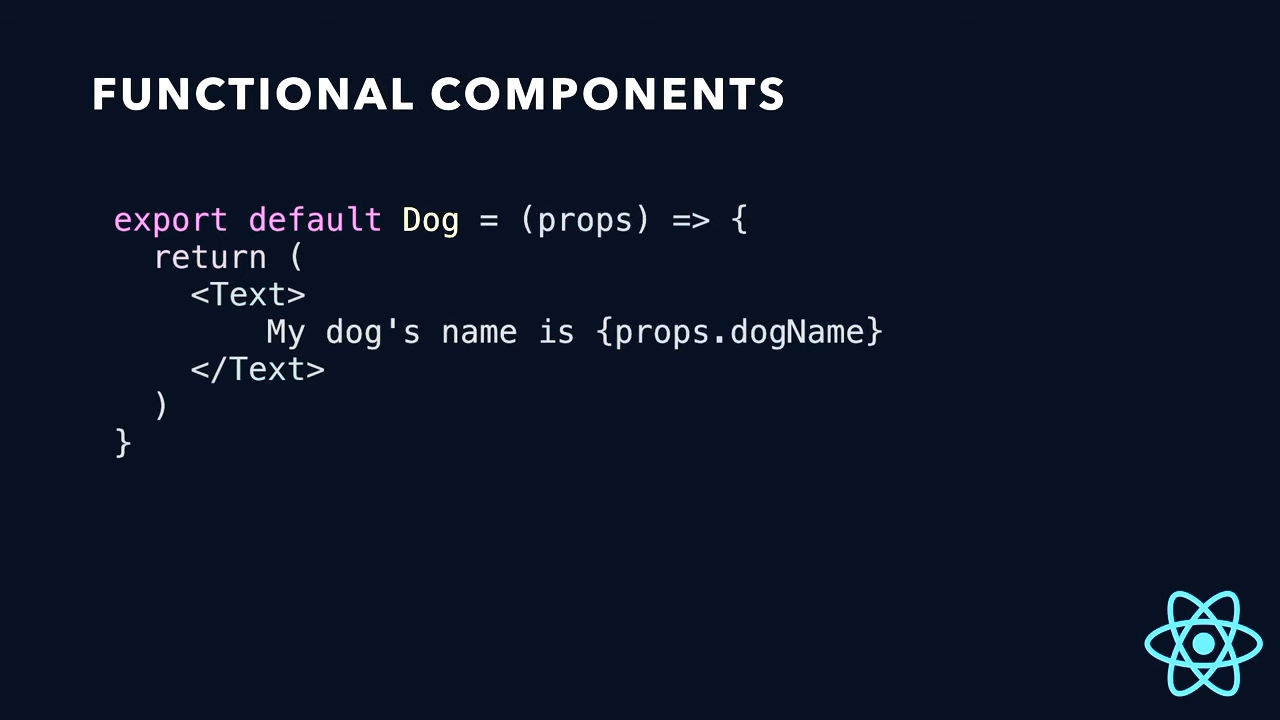 FUNCTIONAL COMPONENTS
export default Dog = (props) => {
  return (
    <Text>
        My dog's name is {props.dogName}
    </Text>
  )
}